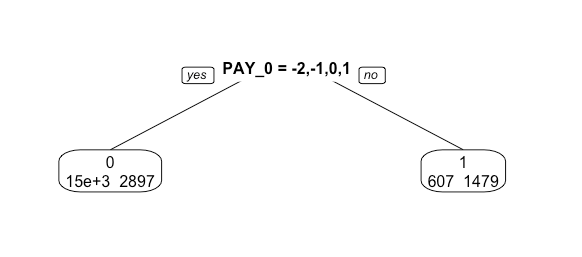 yes PAY_0 = -2,-1,0,1 no
0
15e+3 2897
1
607 1479